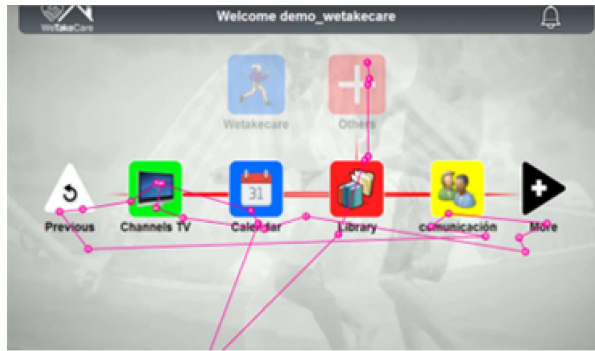 WeTakeCare
Welcome demo_wetakecare
Wetakecare
Others
31
Previous
Channels TV
Calendar
Library
comunicación
More